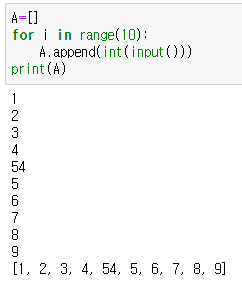 A=[]
for i in range(10):
    A.append(int(input()))
print(A)
1
2
3
4
54
5
6
7
8
9
[1, 2, 3, 4, 54, 5, 6, 7, 8, 9]